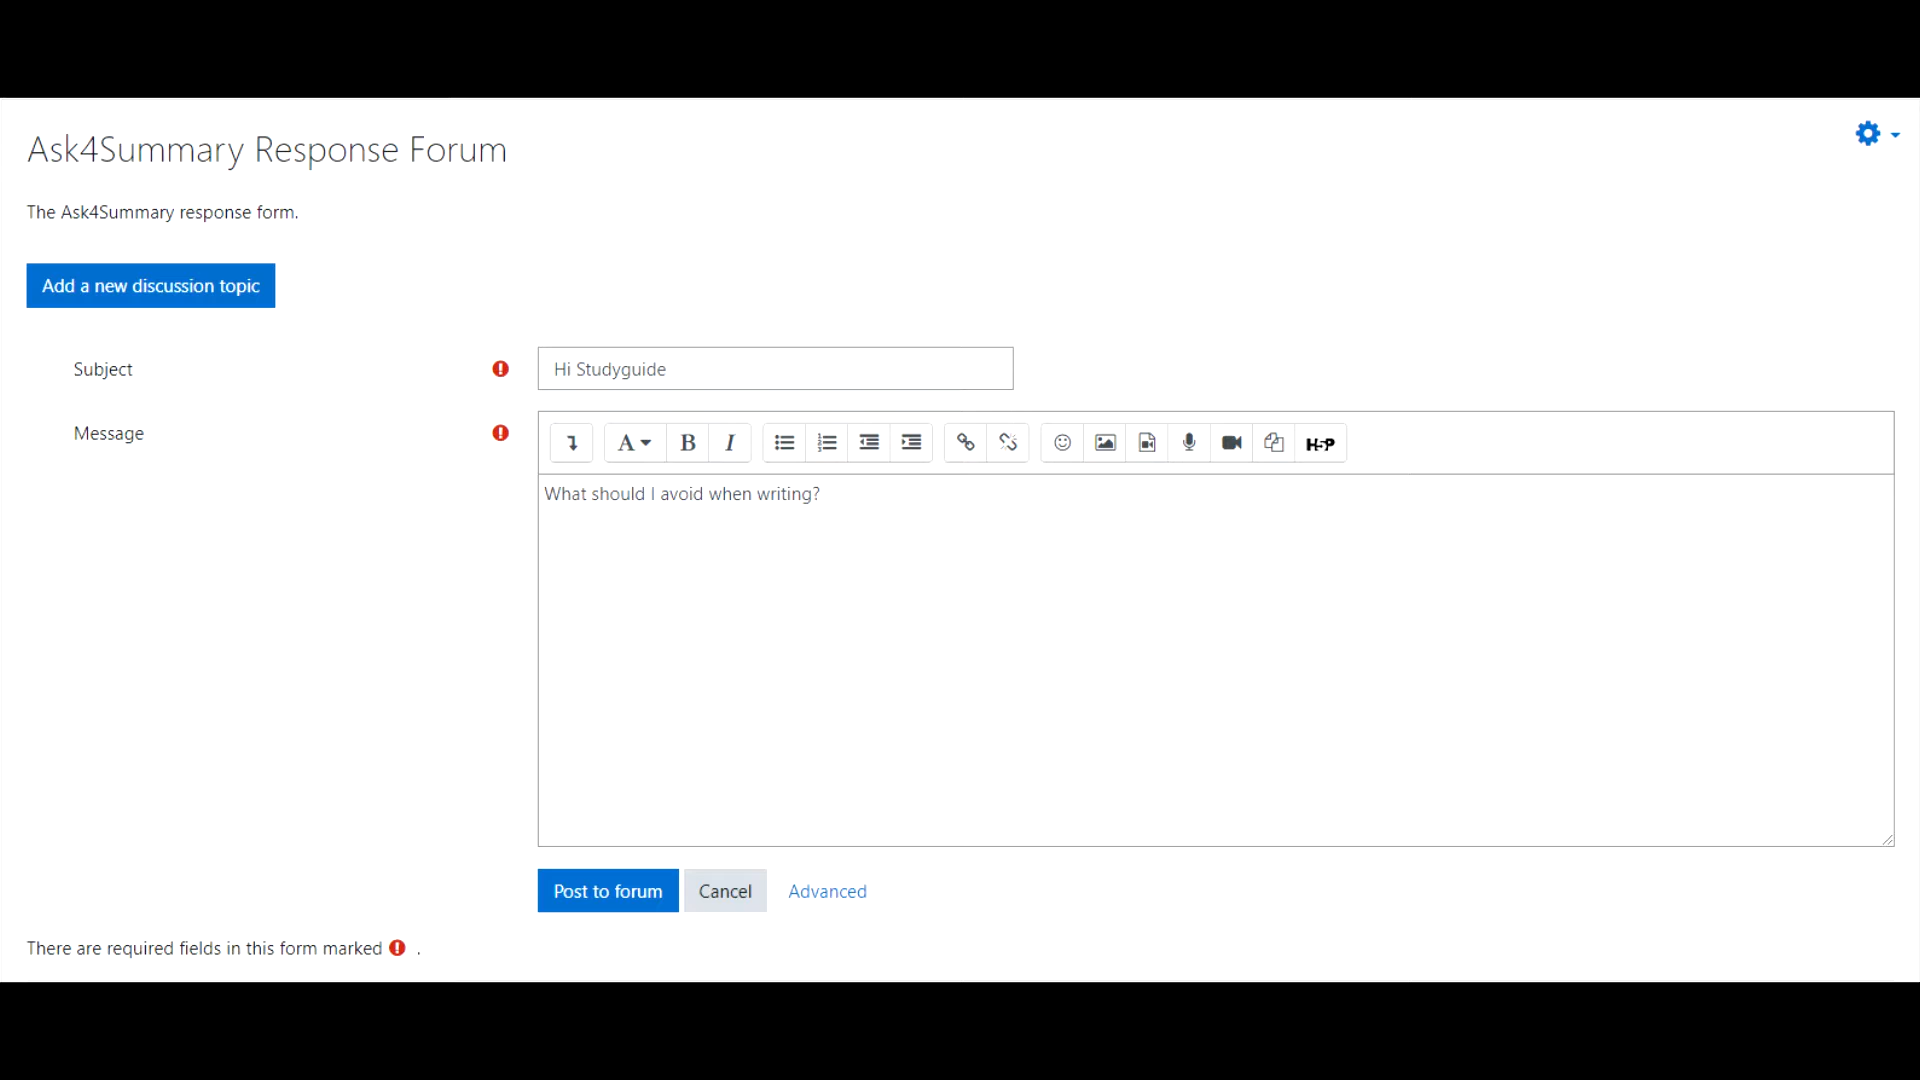 Ask4Summary Response Forum
The Ask4Summary response form.
Add a new discussion topic
Subject
Hi Studyguide
Message
A B I H5P
What should I avoid when writing?
Post to forum Cancel Advanced
There are required fields in this form marked .